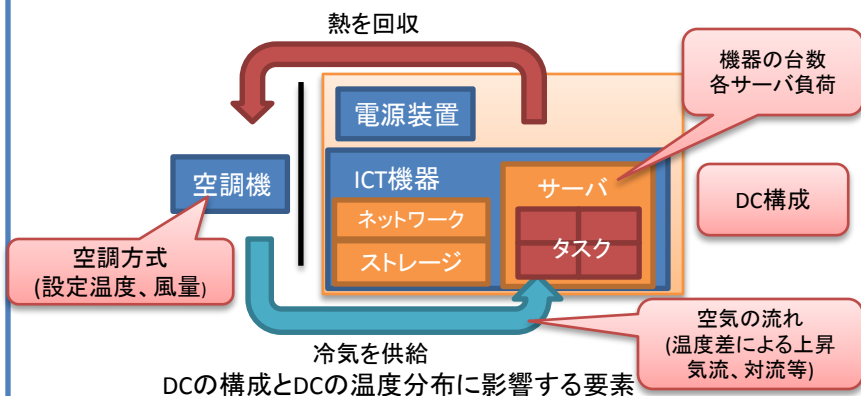 熱を回収
機器の台数
各サーバ負荷
電源装置
空調機
ICT機器
サーバ
ネットワーク
ストレージ
タスク
DC構成
空調方式
(設定温度、風量)
空気の流れ
(温度差による上昇
気流、対流等)
冷気を供給
DCの構成とDCの温度分布に影響する要素